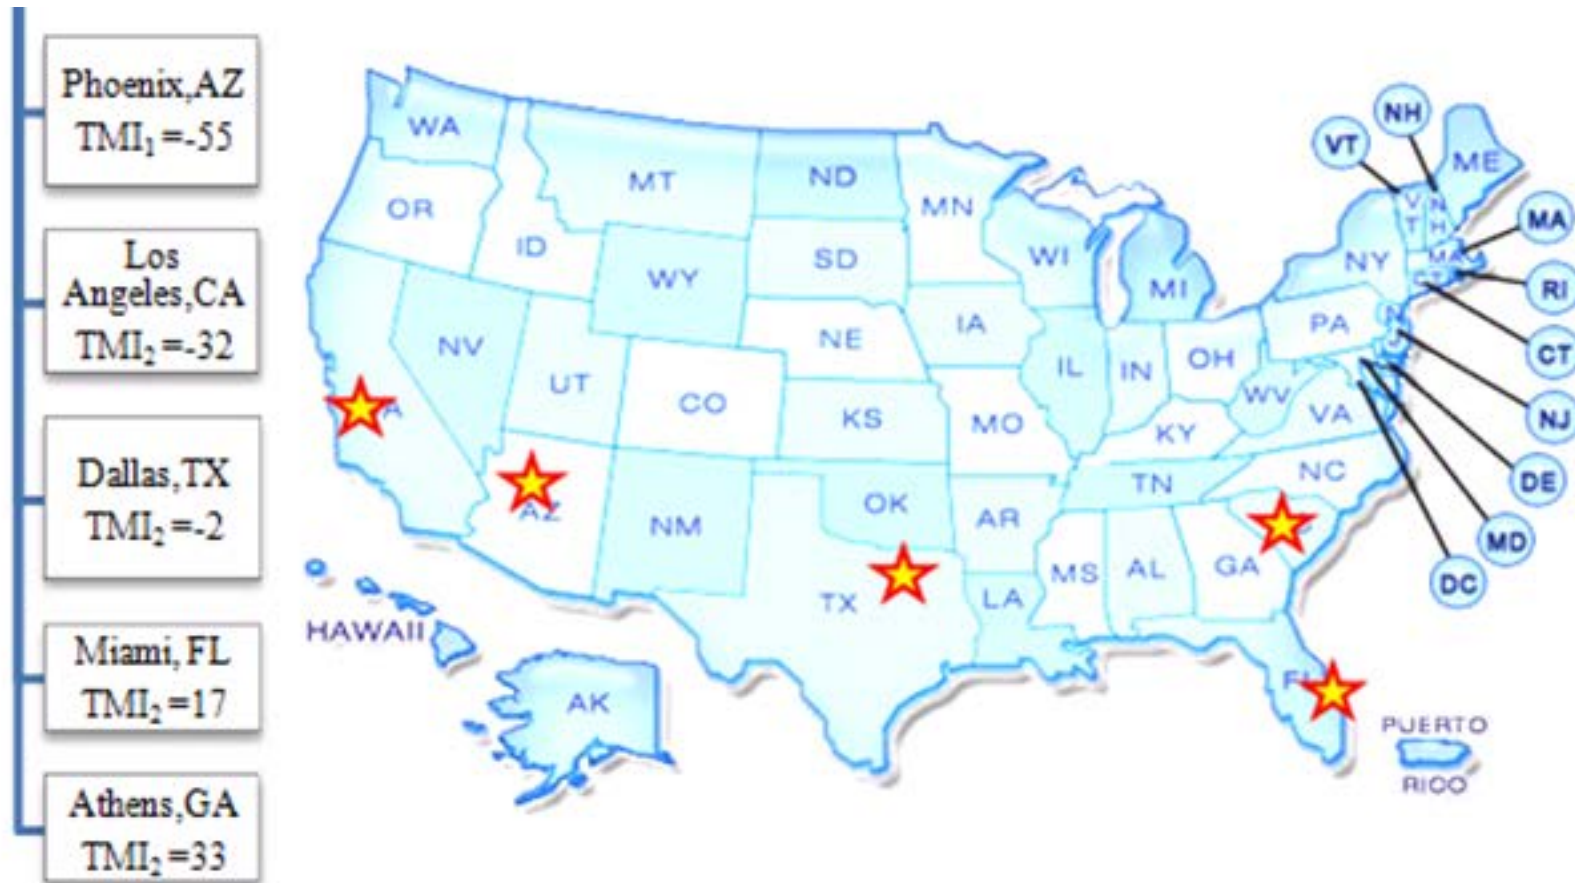 Phoenix,AZ
TMI₁=-55
Los
Angeles,CA
TMI₂=-32
Dallas,TX
TMI₂=-2
Miami, FL
TMI₂=17
Athens,GA
TMI₂=33
WA
OR
ID
MT
ND
MN
SD
WY
NV
UT
CO
NE
KS
IA
WI
MI
IL
IN
OH
MO
KY
WV
VA
PA
NY
ME
VT
NH
V
T
N
H
MA
MA
RI
CT
CT
NJ
N
J
DE
MD
DC
AZ
NM
OK
TX
AR
LA
MS
AL
GA
TN
NC
HAWAII
AK
PUERTO
RICO